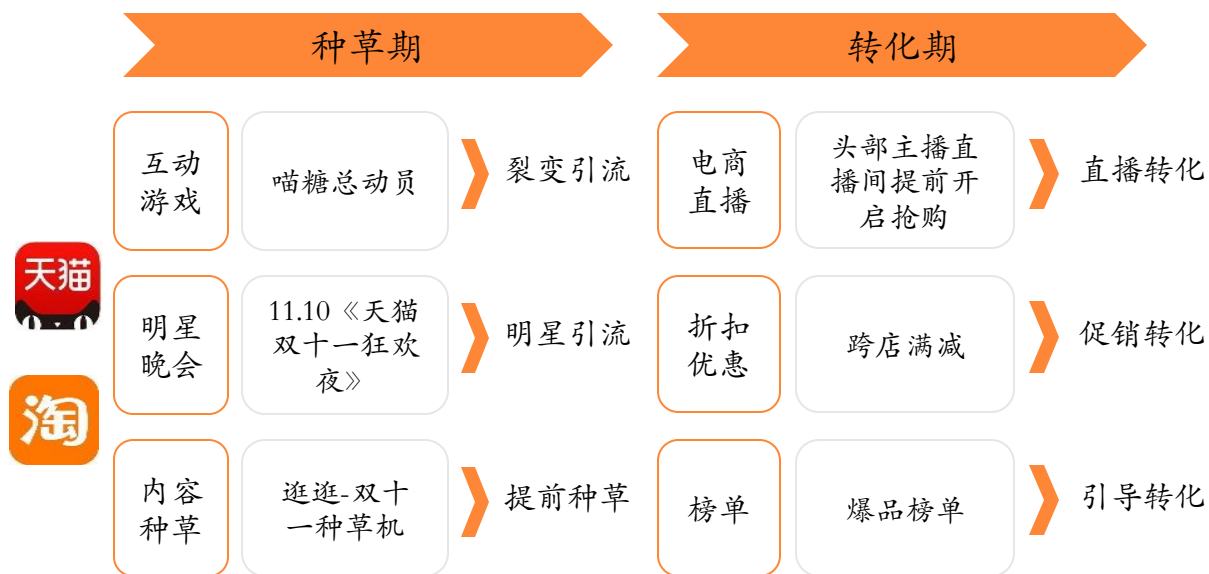 种草期
转化期
互动
游戏
喵糖总动员
裂变引流
电商
直播
头部主播直
播间提前开
启抢购
直播转化
天猫
明星
晚会
11.10《天猫
双十一狂欢
夜》
明星引流
折扣
优惠
跨店满减
促销转化
淘
内容
种草
逛逛-双十
一种草机
提前种草
榜单
爆品榜单
引导转化